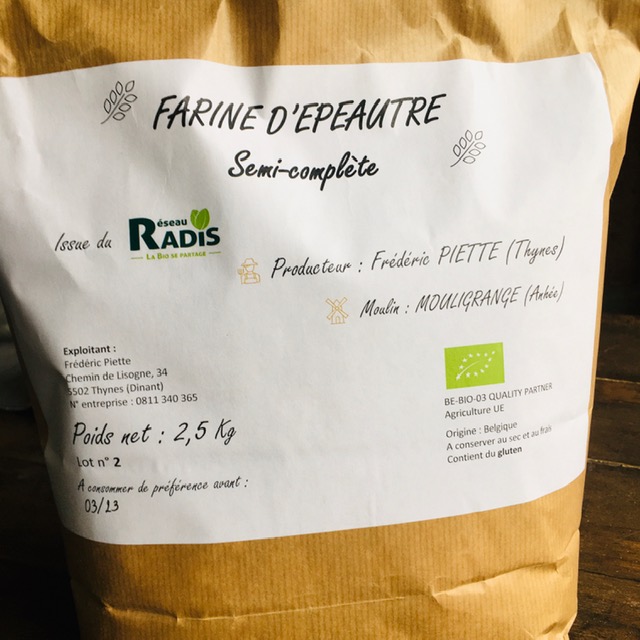 FARINE D'EPEAUTRE
Semi-complète
Issue du
Réseau
RADIS
LA BIO SE PARTAGE
Producteur : Frédéric PIETTE (Thynes)
Moulin : MOULIGRANGE (Anhée)
Exploitant :
Frédéric Piette
Chemin de Lisogne, 34
5502 Thynes (Dinant)
N° entreprise : 0811 340 365
Poids net : 2,5 Kg
Lot n° 2
A consommer de préférence avant :
03/13
BE-BIO-03 QUALITY PARTNER
Agriculture UE
Origine : Belgique
A conserver au sec et au frais
Contient du gluten